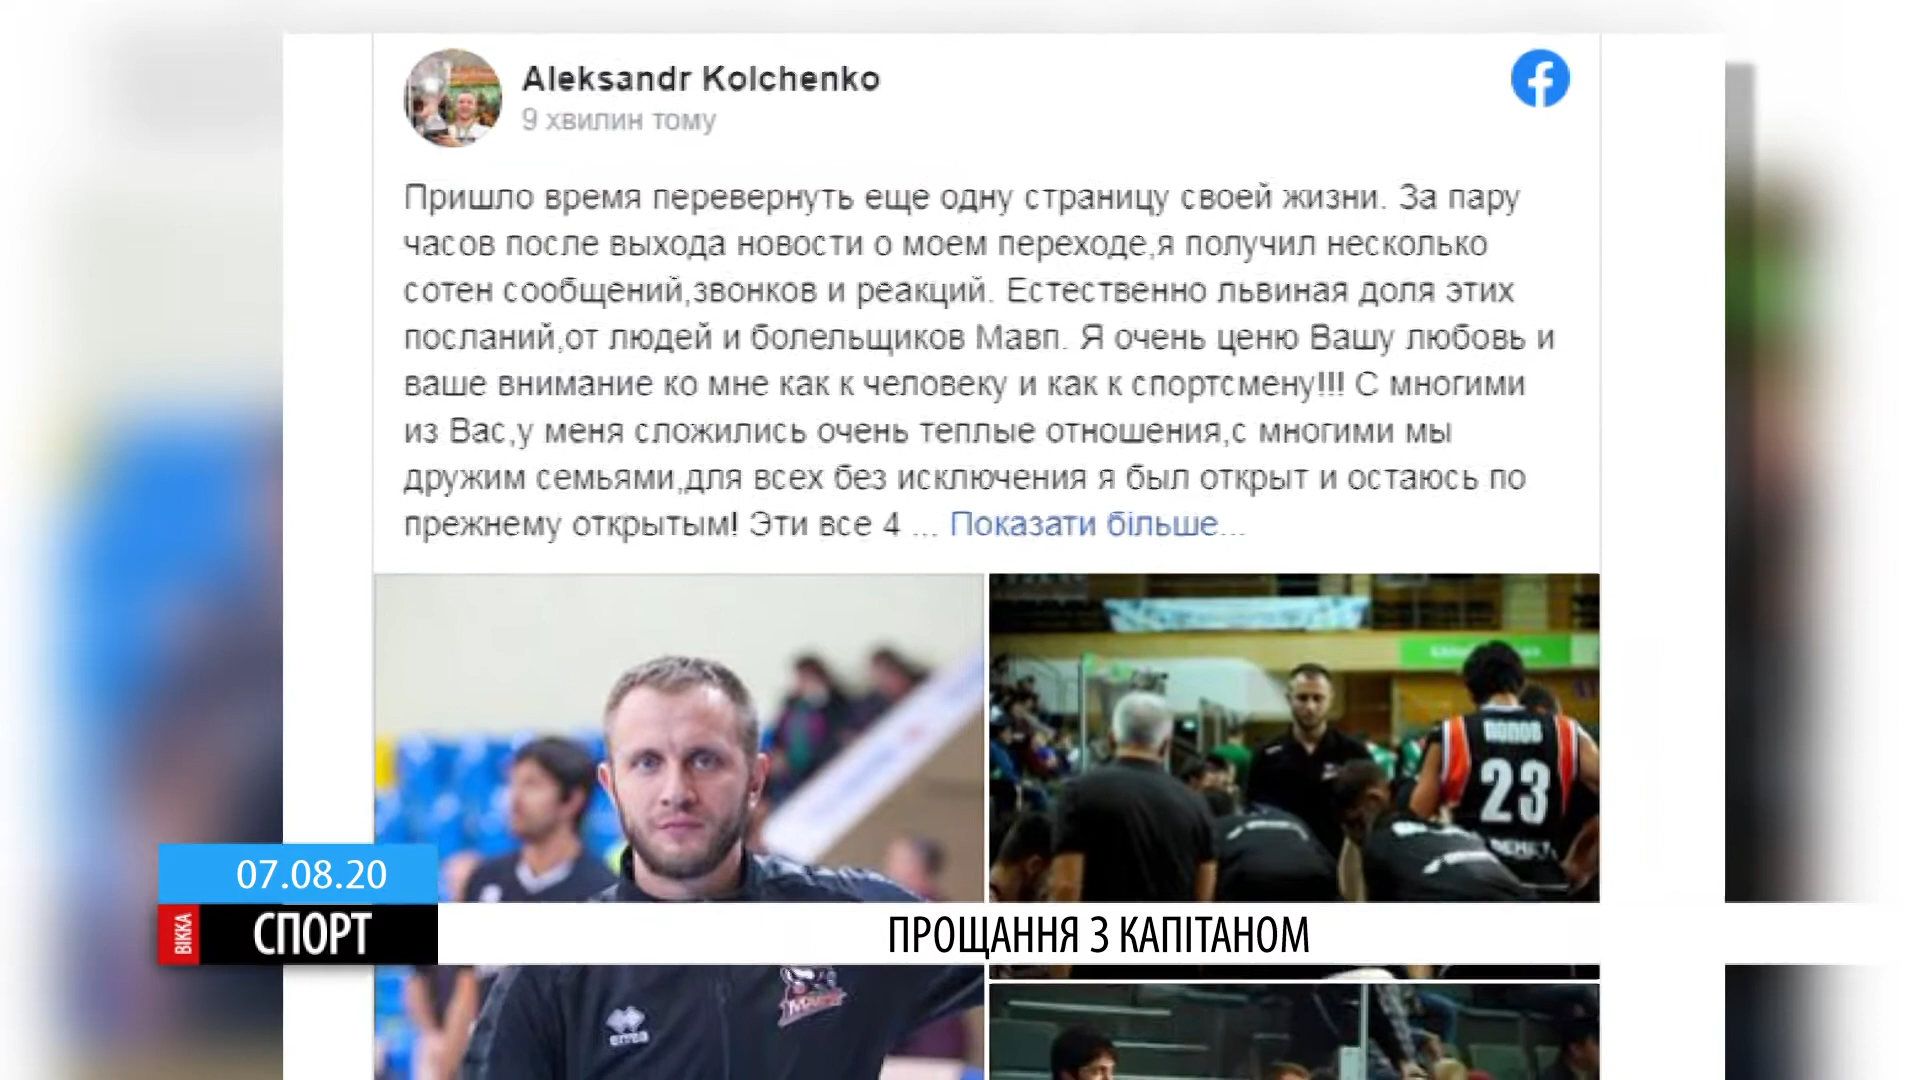 Aleksandr Kolchenko
9 хвилин тому
Пришло время перевернуть еще одну страницу своей жизни. За пару
часов после выхода новости о моем переходе,я получил несколько
сотен сообщений,звонков и реакций. Естественно львиная доля этих
посланий,от людей и болельщиков Мавп. Я очень ценю Вашу любовь и
ваше внимание ко мне как к человеку и как к спортсмену!!! С многими
из Вас,у меня сложились очень теплые отношения,с многими мы
дружим семьями,для всех без исключения я был открыт и остаюсь по
прежнему открытым! Эти все 4 ... Показати більше...
ПОПОВ
23
07.08.20
ВІККА
СПОРТ
ПРОЩАННЯ З КАПІТАНОМ
errea